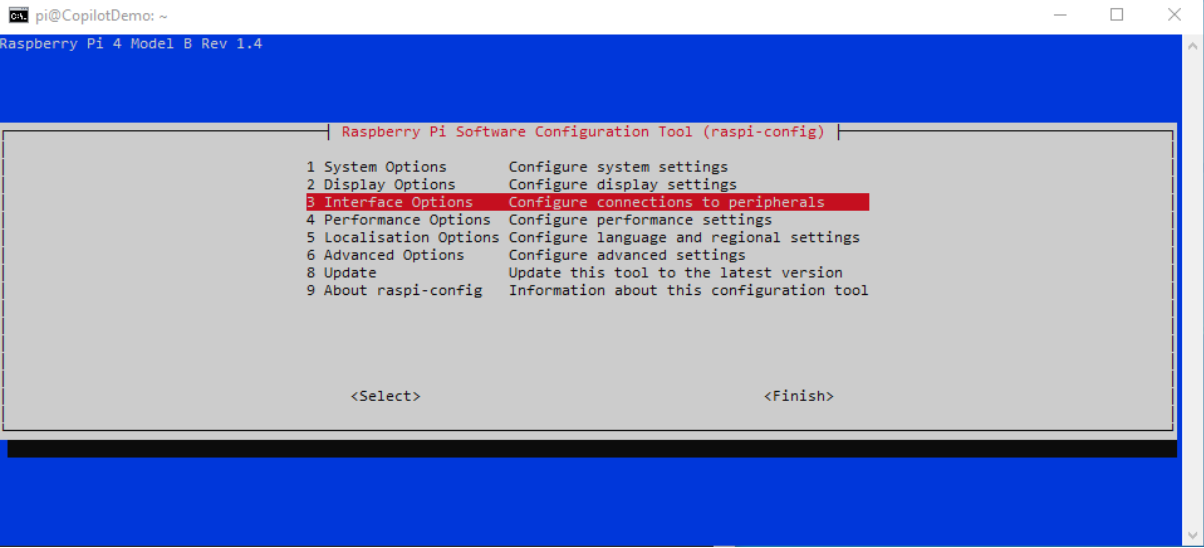 pi@CopilotDemo: ~
Raspberry Pi 4 Model B Rev 1.4
Raspberry Pi Software Configuration Tool (raspi-config)
1 System Options Configure system settings
2 Display Options Configure display settings
3 Interface Options Configure connections to peripherals
4 Performance Options Configure performance settings
5 Localisation Options Configure language and regional settings
6 Advanced Options Configure advanced settings
8 Update Update this tool to the latest version
9 About raspi-config Information about this configuration tool
<Select> <Finish>